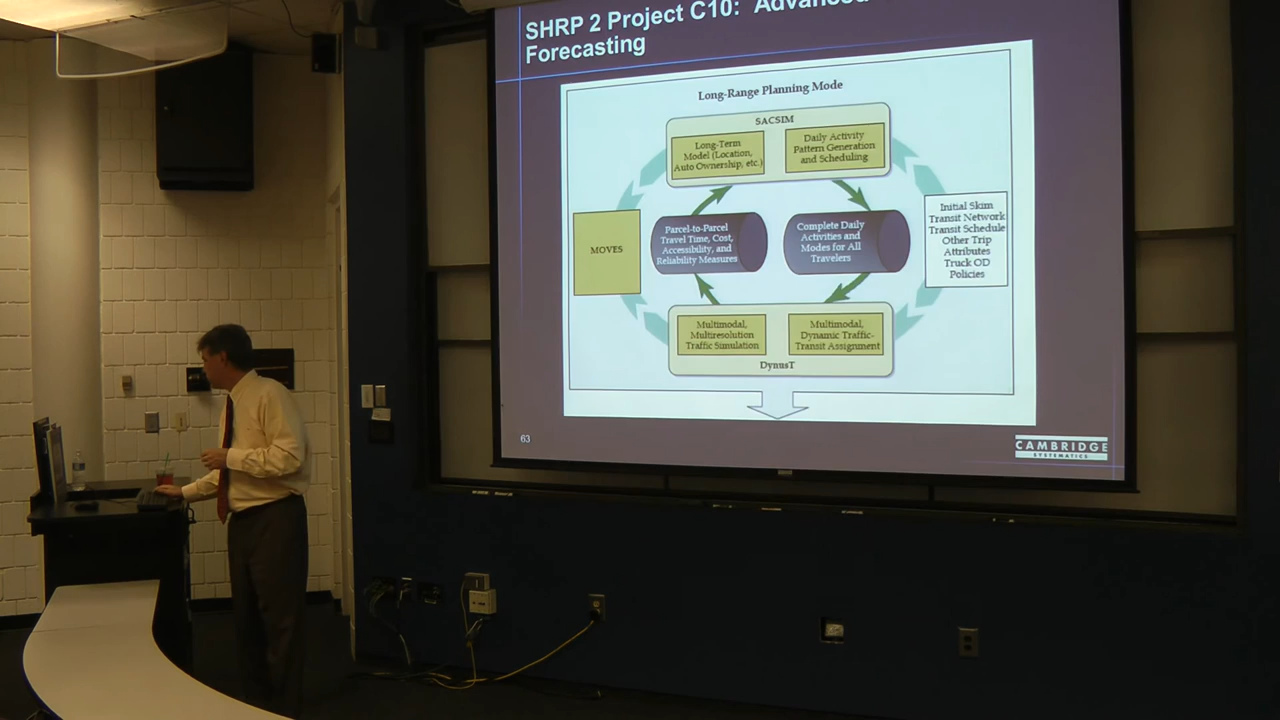 SHRP 2 Project C10: Advanced
Forecasting
Long-Range Planning Mode
SACSIM
Long-Term
Model (Location,
Auto Ownership, etc.)
Daily Activity
Pattern Generation
and Scheduling
MOVES
Parcel-to-Parcel
Travel Time, Cost,
Accessibility, and
Reliability Measures
Complete Daily
Activities and
Modes for All
Travelers
Initial Skim
Transit Network
Transit Schedule
Other Trip
Attributes
Truck OD
Policies
Multimodal,
Multiresolution
Traffic Simulation
Multimodal,
Dynamic Traffic-
Transit Assignment
DynusT
63
CAMBRIDGE
SYSTEMATICS